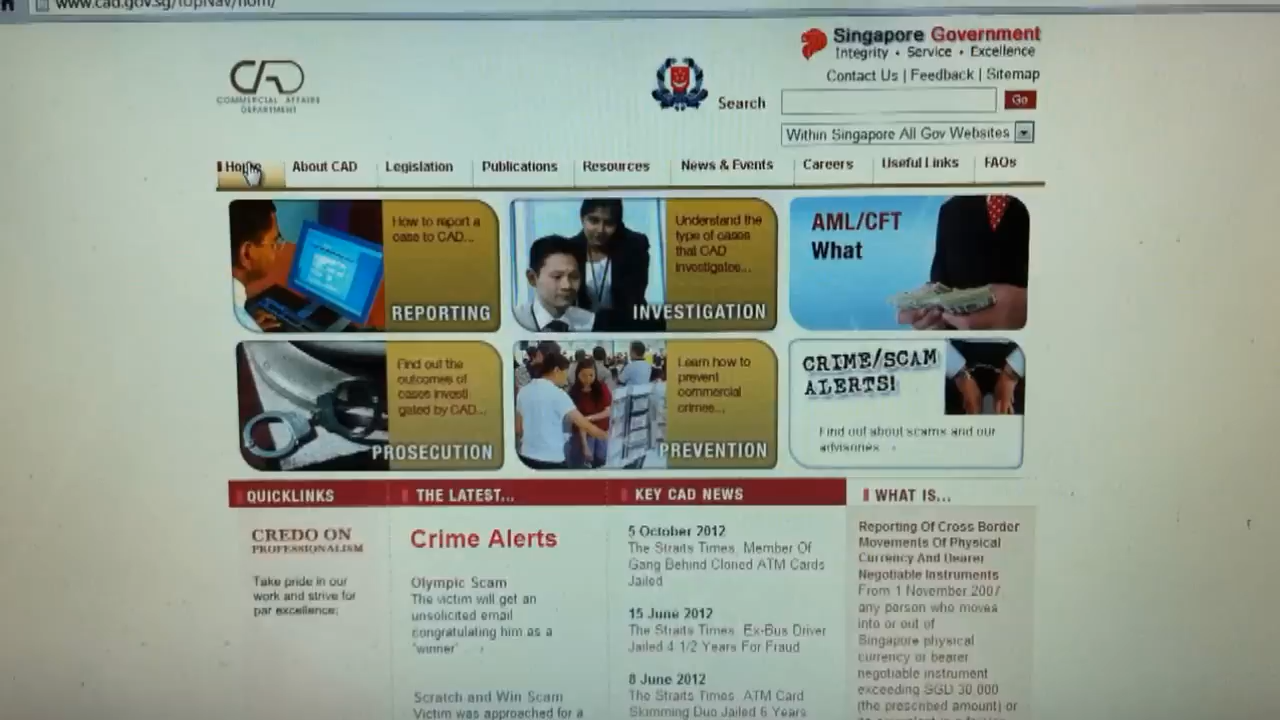 www.cad.gov.sg/topNav/hom/
Singapore Government
Integrity • Service • Excellence
Contact Us | Feedback | Sitemap
CAD
COMMERCIAL AFFAIRS
DEPARTMENT
Search
Go
Within Singapore All Gov Websites
Home
About CAD
Legislation
Publications
Resources
News & Events
Careers
Useful Links
FAQs
How to report a
case to CAD...
REPORTING
Understand the
type of cases
that CAD
investigates...
INVESTIGATION
AML/CFT
What
Find out the
outcomes of
cases investi
gated by CAD...
PROSECUTION
Learn how to
prevent
commercial
crimes...
PREVENTION
CRIME/SCAM
ALERTS!
Find out about scams and our
advisories
QUICKLINKS
CREDO ON
PROFESSIONALISM
Take pride in our
work and strive for
par excellence;
THE LATEST...
Crime Alerts
Olympic Scam
The victim will get an
unsolicited email
congratulating him as a
'winner'
Scratch and Win Scam
Victim was approached for a
KEY CAD NEWS
5 October 2012
The Straits Times. Member Of
Gang Behind Cloned ATM Cards
Jailed
15 June 2012
The Straits Times. Ex-Bus Driver
Jailed 4 1/2 Years For Fraud
8 June 2012
The Straits Times. ATM Card
Skimming Duo Jailed 6 Years
WHAT IS...
Reporting Of Cross Border
Movements Of Physical
Currency And Bearer
Negotiable Instruments
From 1 November 2007
any person who moves
into or out of
Singapore physical
currency or bearer
negotiable instrument
exceeding SGD 30,000
(the prescribed amount) or